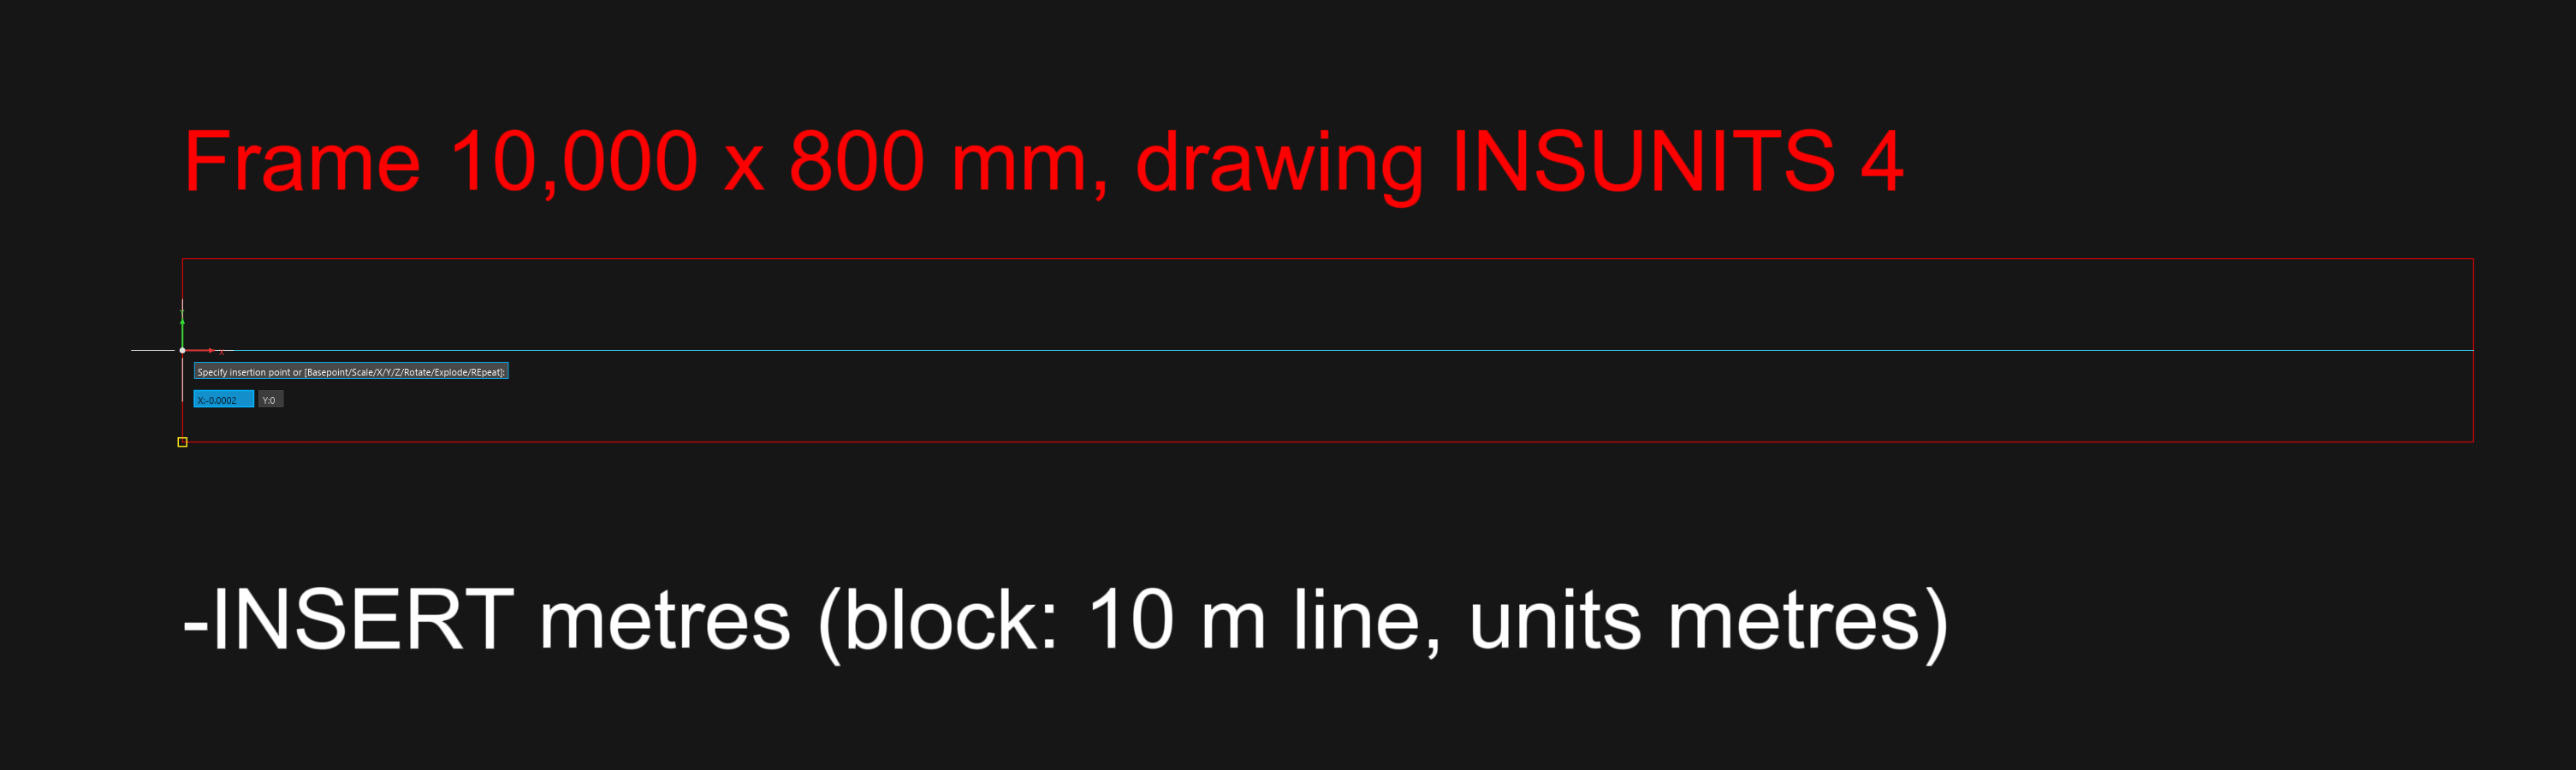 Frame 10,000 x 800 mm, drawing INSUNITS 4
Y
X
Specify insertion point or [Basepoint/Scale/X/Y/Z/Rotate/Explode/REpeat]:
X:-0.0002 Y:0
-INSERT metres (block: 10 m line, units metres)